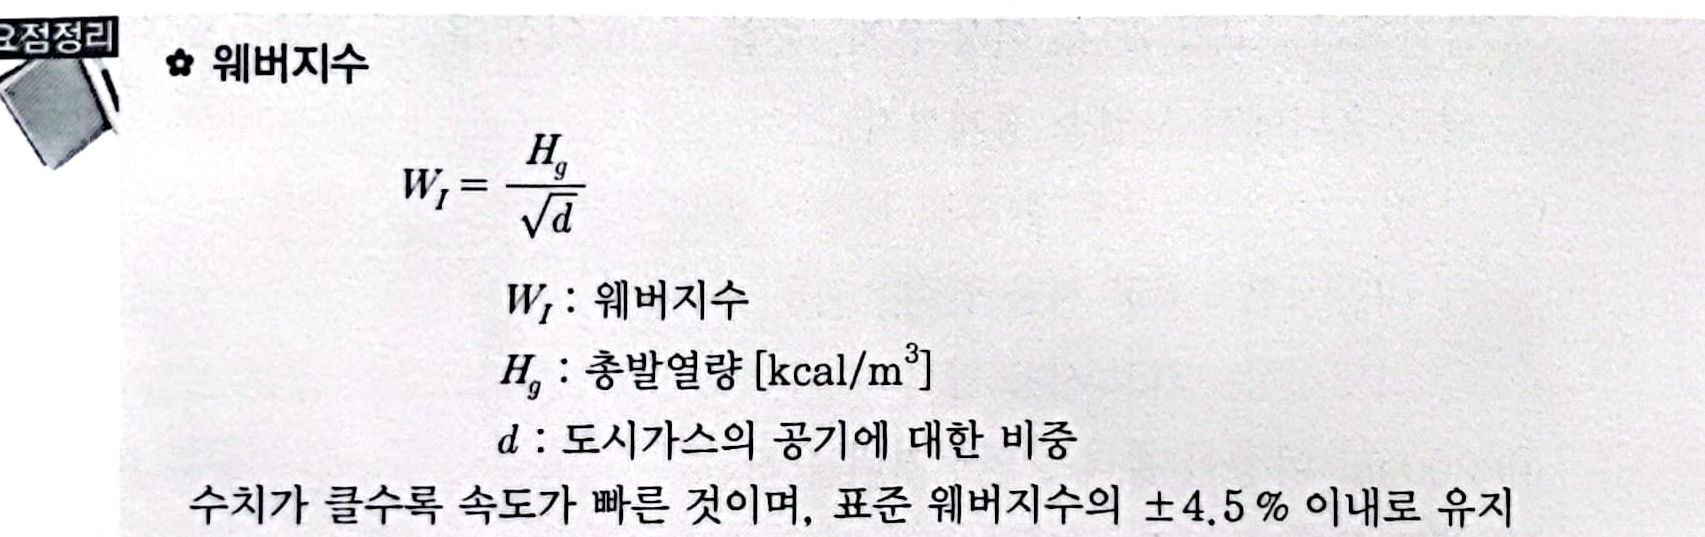 요점정리
✿ 웨버지수
W_I = H_g / √d
W_I : 웨버지수
H_g : 총발열량 [kcal/m³]
d : 도시가스의 공기에 대한 비중
수치가 클수록 속도가 빠른 것이며, 표준 웨버지수의 ±4.5 % 이내로 유지